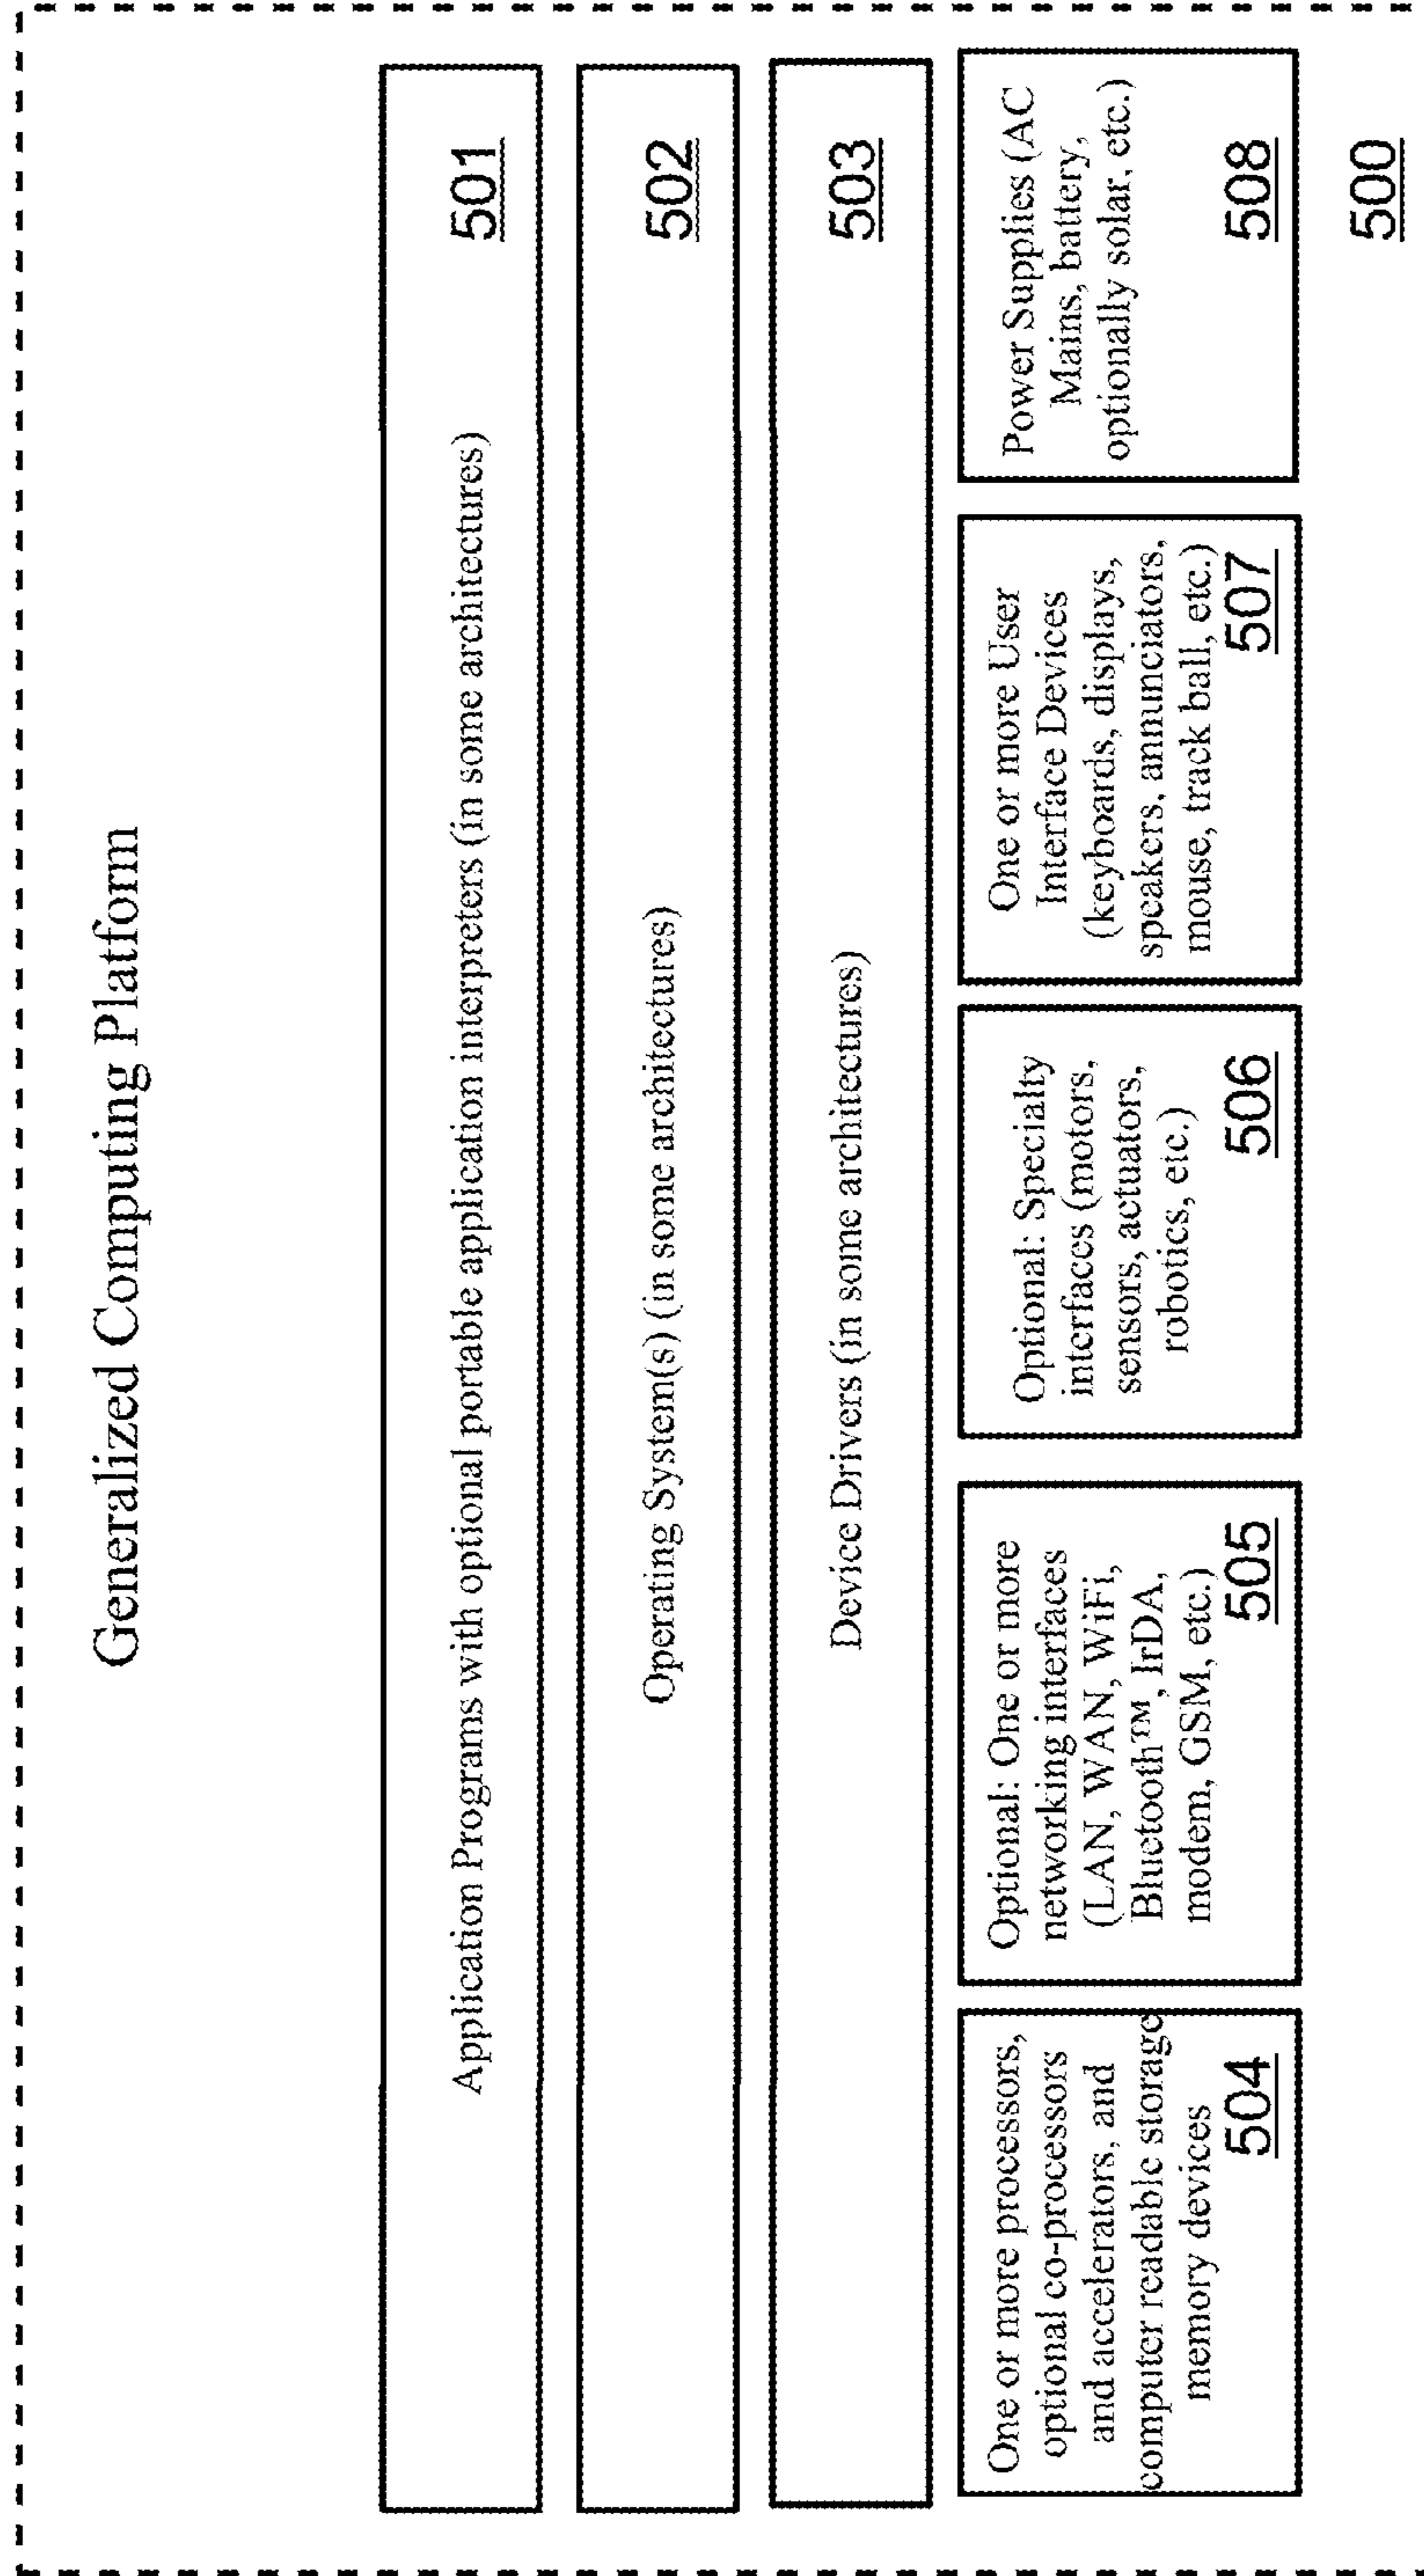 Generalized Computing Platform
Application Programs with optional portable application interpreters (in some architectures)
501
Operating System(s) (in some architectures)
502
Device Drivers (in some architectures)
503
One or more processors,
optional co-processors
and accelerators, and
computer readable storage
memory devices
504
Optional: One or more
networking interfaces
(LAN, WAN, WiFi,
Bluetooth™, IrDA,
modem, GSM, etc.)
505
Optional: Specialty
interfaces (motors,
sensors, actuators,
robotics, etc.)
506
One or more User
Interface Devices
(keyboards, displays,
speakers, annunciators,
mouse, track ball, etc.)
507
Power Supplies (AC
Mains, battery,
optionally solar, etc.)
508
500